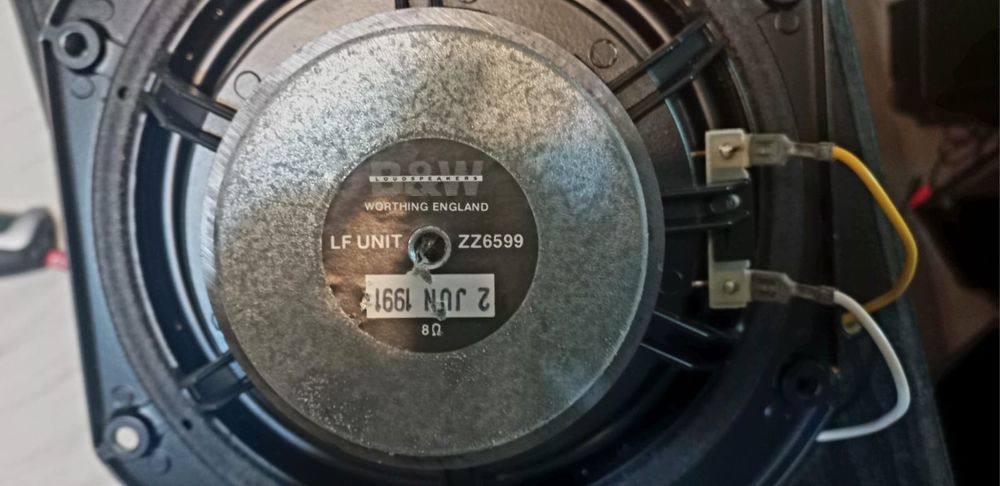 B&W
LOUDSPEAKERS
WORTHING ENGLAND
LF UNIT ZZ6599
2 JUN 1991
8Ω